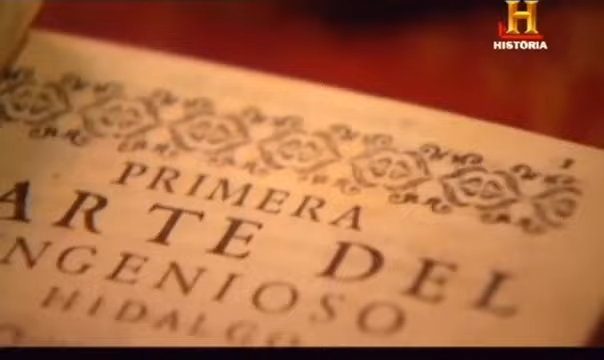 H
HISTORIA
PRIMERA
ARTE DEL
NGENIOSO
HIDALGO